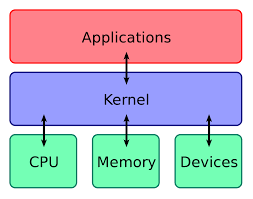 Applications
Kernel
CPU
Memory
Devices